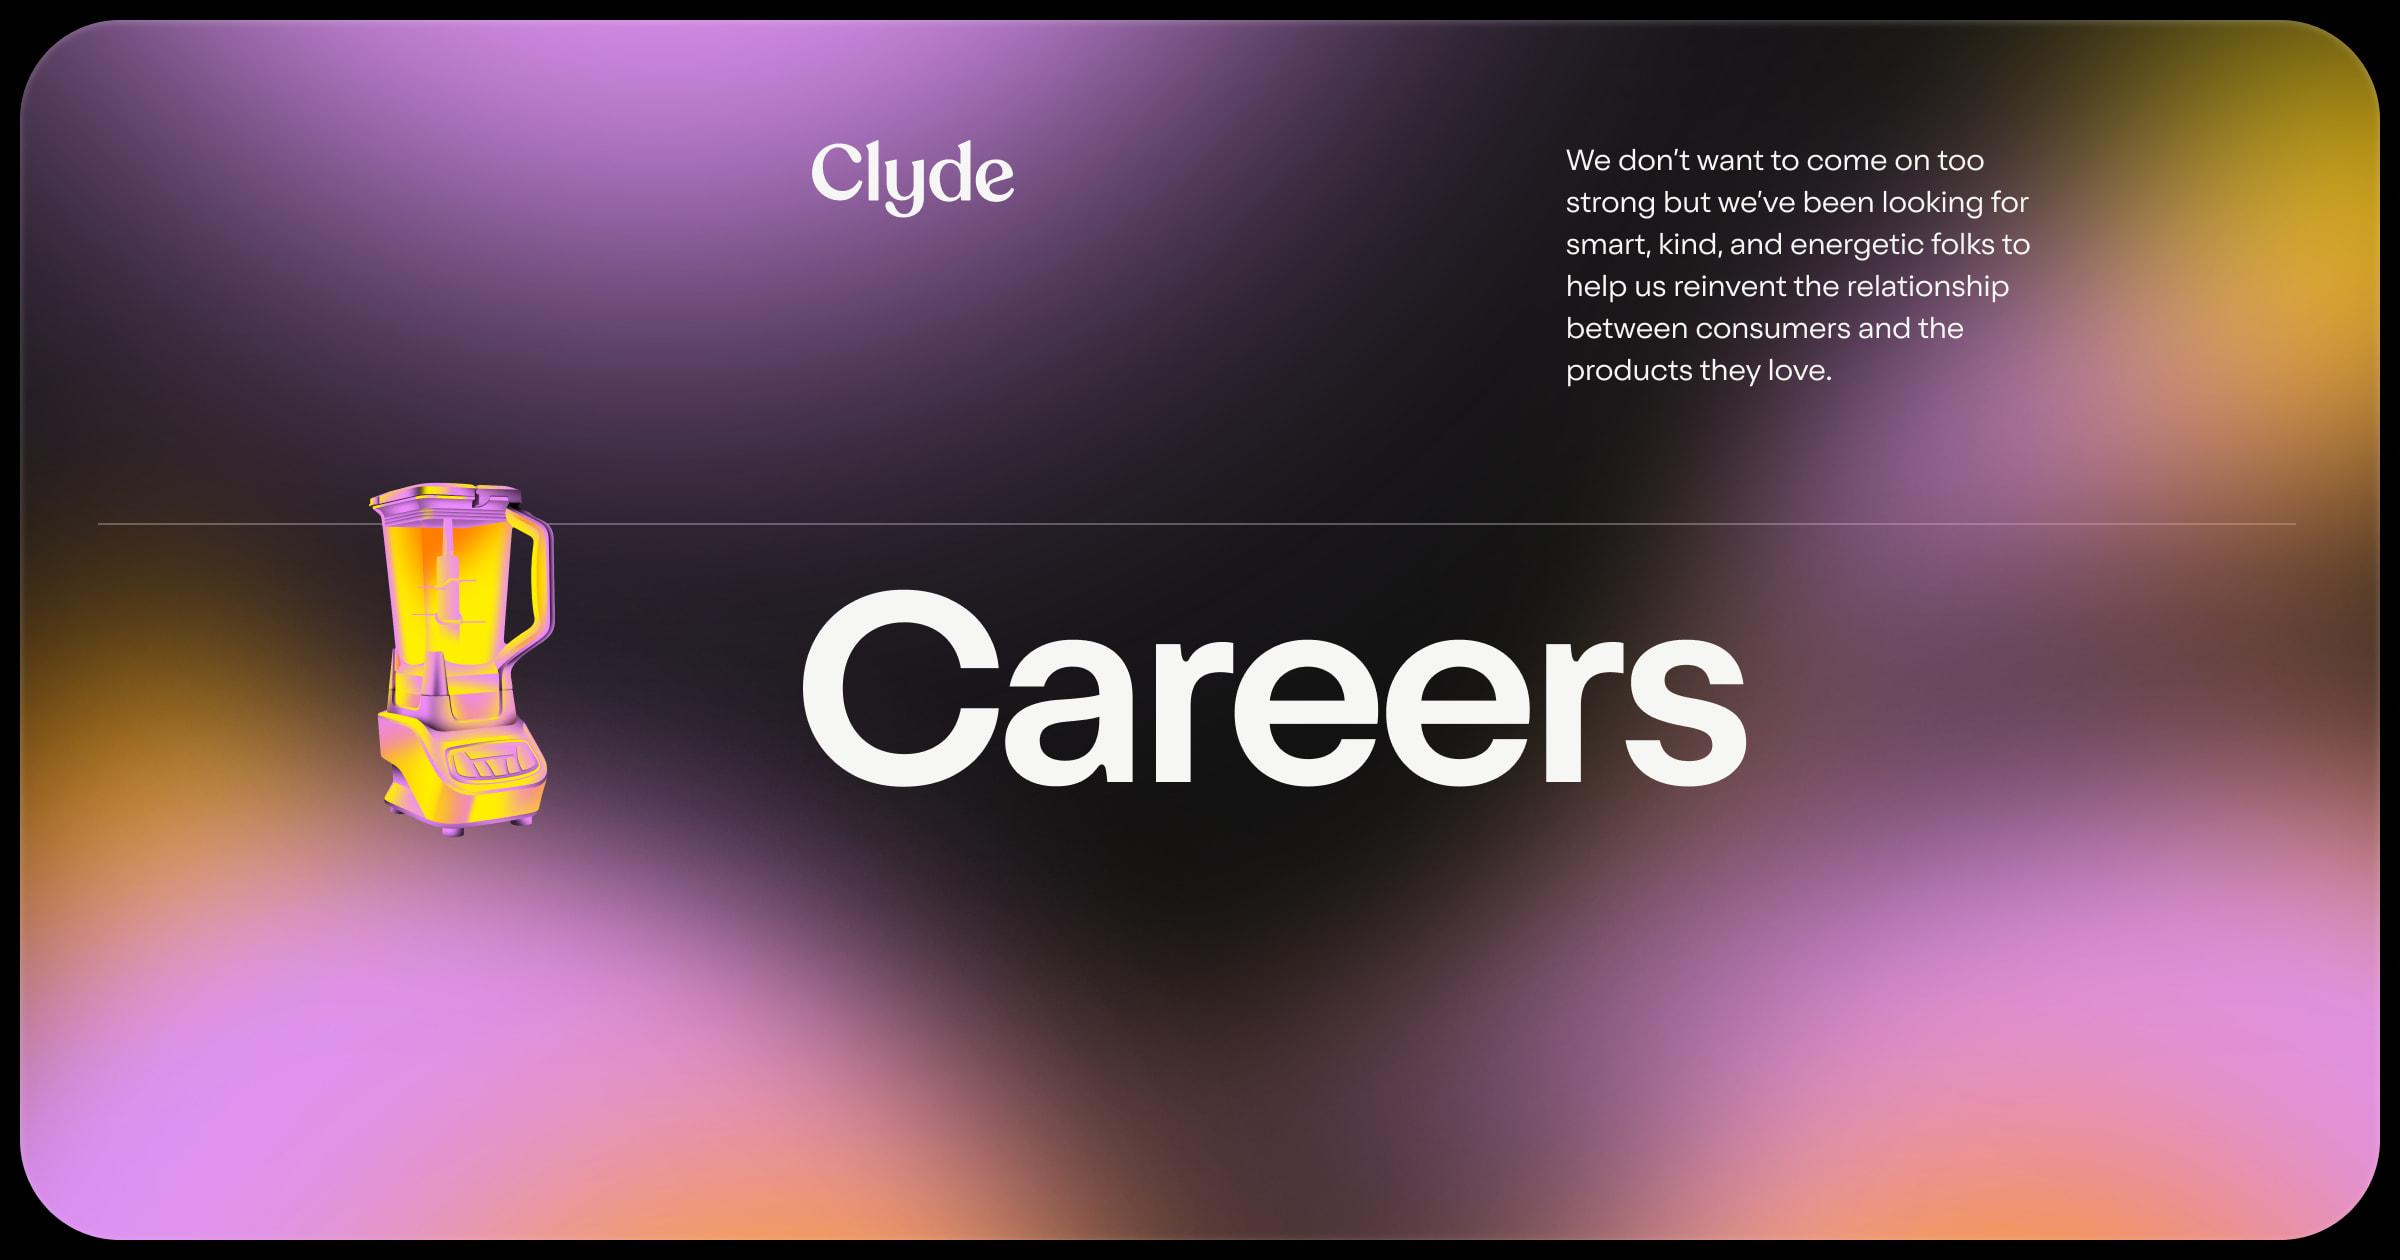 Clyde
We don’t want to come on too
strong but we’ve been looking for
smart, kind, and energetic folks to
help us reinvent the relationship
between consumers and the
products they love.
Careers